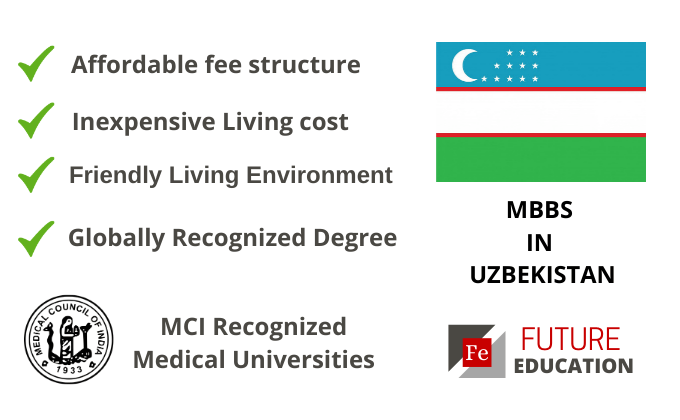 Affordable fee structure
Inexpensive Living cost
Friendly Living Environment
Globally Recognized Degree
MEDICAL COUNCIL OF INDIA
1933
MCI Recognized
Medical Universities
MBBS
IN
UZBEKISTAN
Fe
FUTURE
EDUCATION